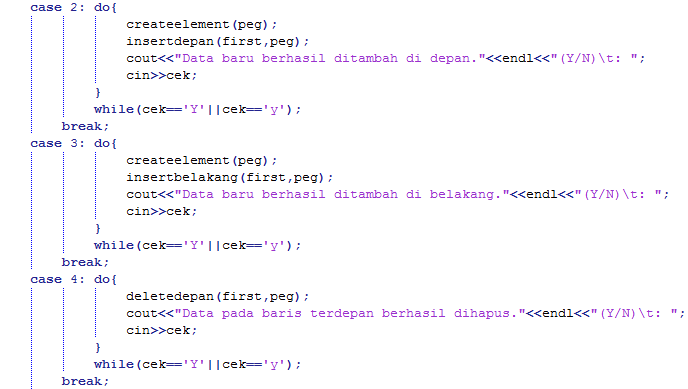 case 2: do{
createelement(peg);
insertdepan(first,peg);
cout<<"Data baru berhasil ditambah di depan."<<endl<<"(Y/N)\t: ";
cin>>cek;
}
while(cek=='Y'||cek=='y');
break;
case 3: do{
createelement(peg);
insertbelakang(first,peg);
cout<<"Data baru berhasil ditambah di belakang."<<endl<<"(Y/N)\t: ";
cin>>cek;
}
while(cek=='Y'||cek=='y');
break;
case 4: do{
deletedepan(first,peg);
cout<<"Data pada baris terdepan berhasil dihapus."<<endl<<"(Y/N)\t: ";
cin>>cek;
}
while(cek=='Y'||cek=='y');
break;